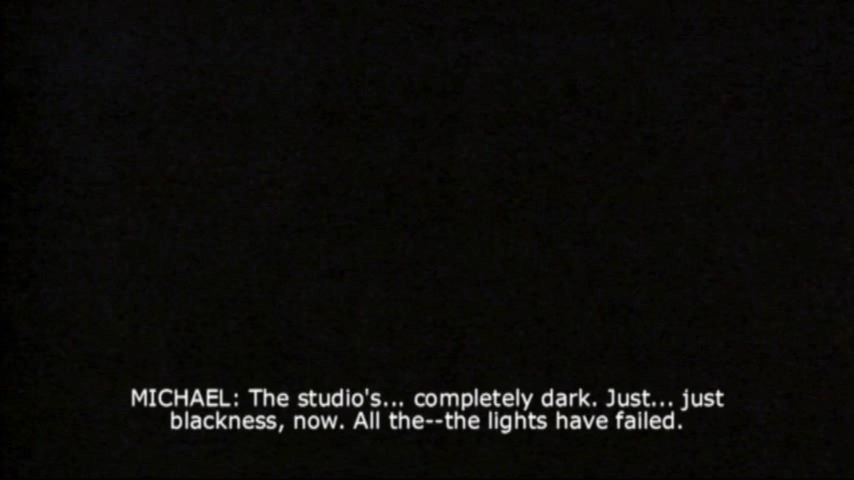 MICHAEL: The studio's... completely dark. Just... just
blackness, now. All the--the lights have failed.